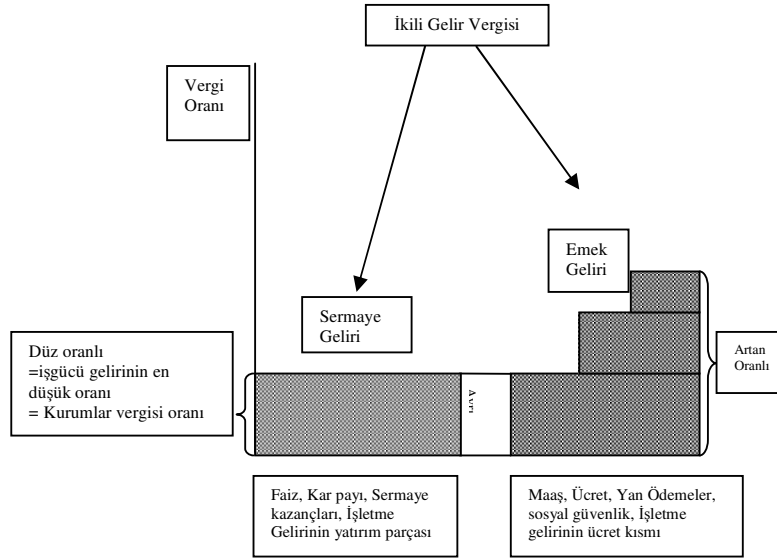 İkili Gelir Vergisi
Vergi
Oranı
Emek
Geliri
Sermaye
Geliri
Düz oranlı
=işgücü gelirinin en
düşük oranı
= Kurumlar vergisi oranı
Artan
Oranlı
Faiz, Kar payı, Sermaye
kazançları, İşletme
Gelirinin yatırım parçası
Maaş, Ücret, Yan Ödemeler,
sosyal güvenlik, İşletme
gelirinin ücret kısmı